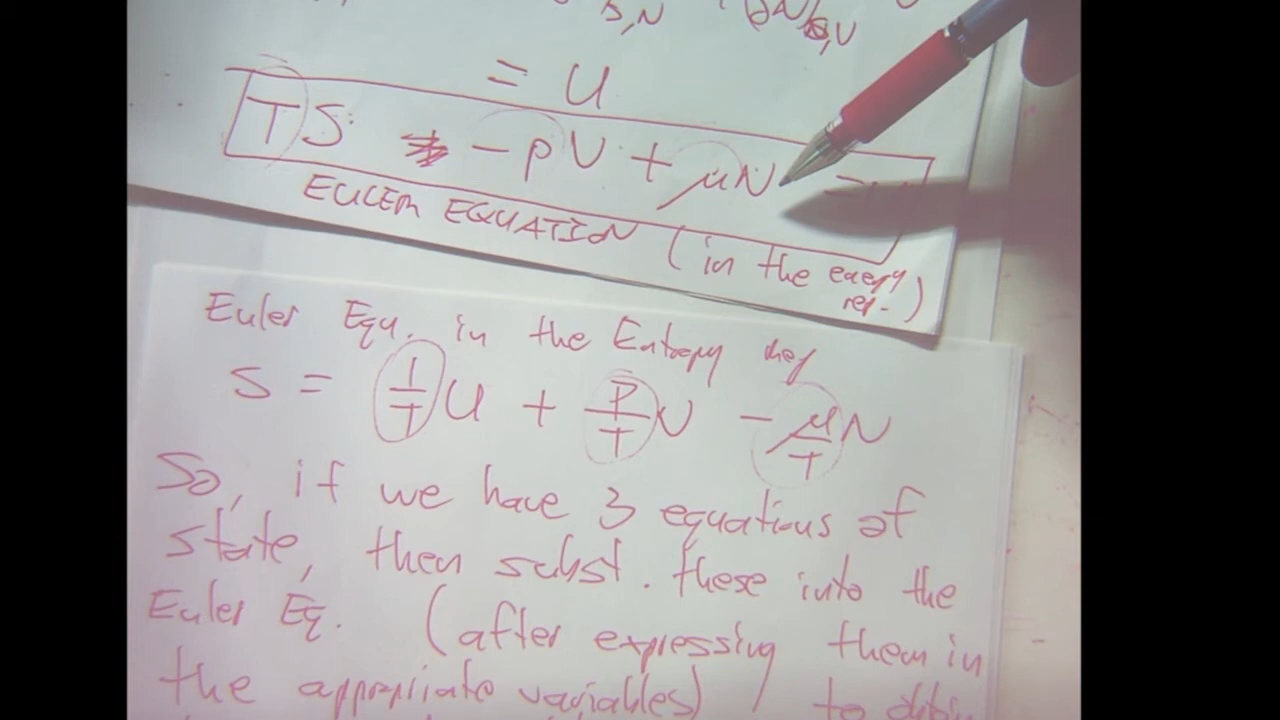 S,N
= U
TS - pV + μN
EULER EQUATION (in the energy
rep.)
Euler Equ. in the Entropy rep
S = 1/T U + P/T V - μ/T N
So, if we have 3 equations of
state, then subst. these into the
Euler Eq. (after expressing them in
the appropriate variables) to obtain